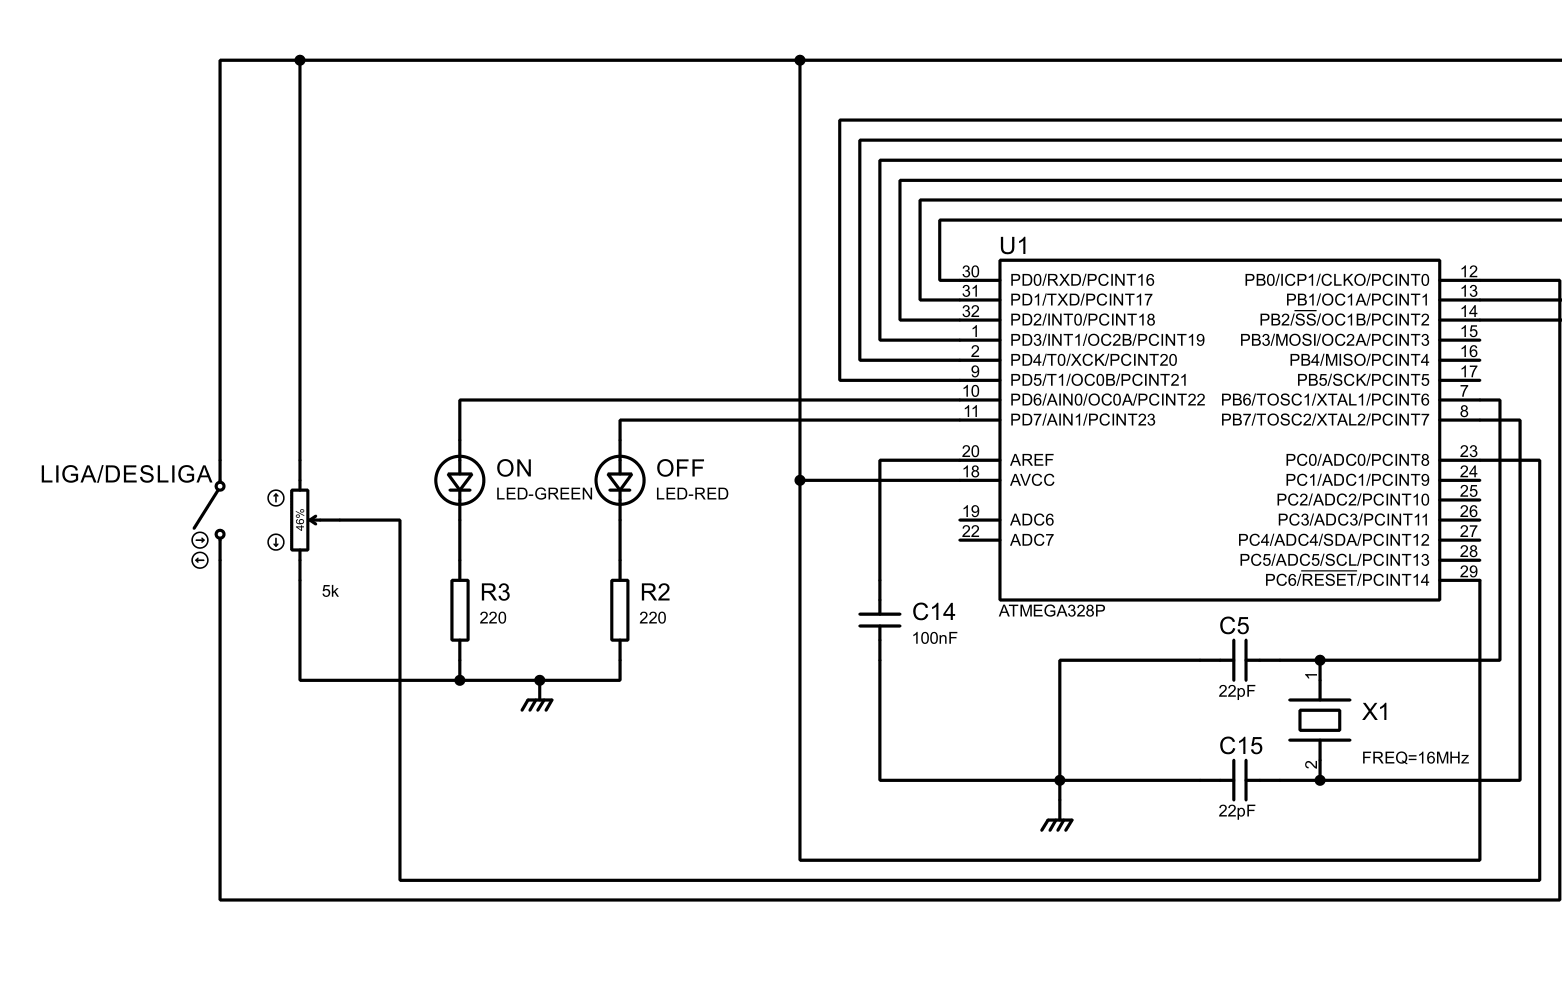 U1
30 PD0/RXD/PCINT16 PB0/ICP1/CLKO/PCINT0 12
31 PD1/TXD/PCINT17 PB1/OC1A/PCINT1 13
32 PD2/INT0/PCINT18 PB2/SS/OC1B/PCINT2 14
1 PD3/INT1/OC2B/PCINT19 PB3/MOSI/OC2A/PCINT3 15
2 PD4/T0/XCK/PCINT20 PB4/MISO/PCINT4 16
9 PD5/T1/OC0B/PCINT21 PB5/SCK/PCINT5 17
10 PD6/AIN0/OC0A/PCINT22 PB6/TOSC1/XTAL1/PCINT6 7
11 PD7/AIN1/PCINT23 PB7/TOSC2/XTAL2/PCINT7 8
20 AREF PC0/ADC0/PCINT8 23
18 AVCC PC1/ADC1/PCINT9 24
PC2/ADC2/PCINT10 25
19 ADC6 PC3/ADC3/PCINT11 26
22 ADC7 PC4/ADC4/SDA/PCINT12 27
PC5/ADC5/SCL/PCINT13 28
PC6/RESET/PCINT14 29
ATMEGA328P
LIGA/DESLIGA
46%
5k
ON
LED-GREEN
OFF
LED-RED
R3
220
R2
220
C14
100nF
C5
22pF
1
X1
2
FREQ=16MHz
C15
22pF